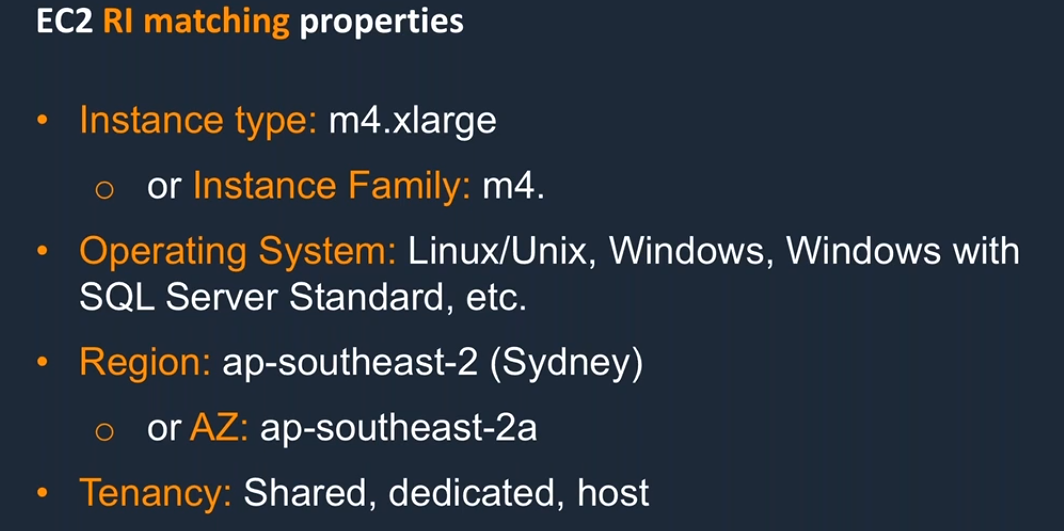 EC2 RI matching properties
• Instance type: m4.xlarge
o or Instance Family: m4.
• Operating System: Linux/Unix, Windows, Windows with
SQL Server Standard, etc.
• Region: ap-southeast-2 (Sydney)
o or AZ: ap-southeast-2a
• Tenancy: Shared, dedicated, host